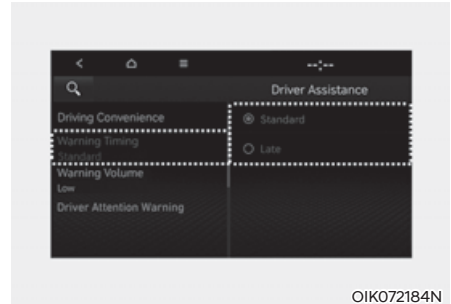 --:--
Driver Assistance
Driving Convenience
Warning Timing
Standard
Warning Volume
Low
Driver Attention Warning
Standard
Late
OIK072184N